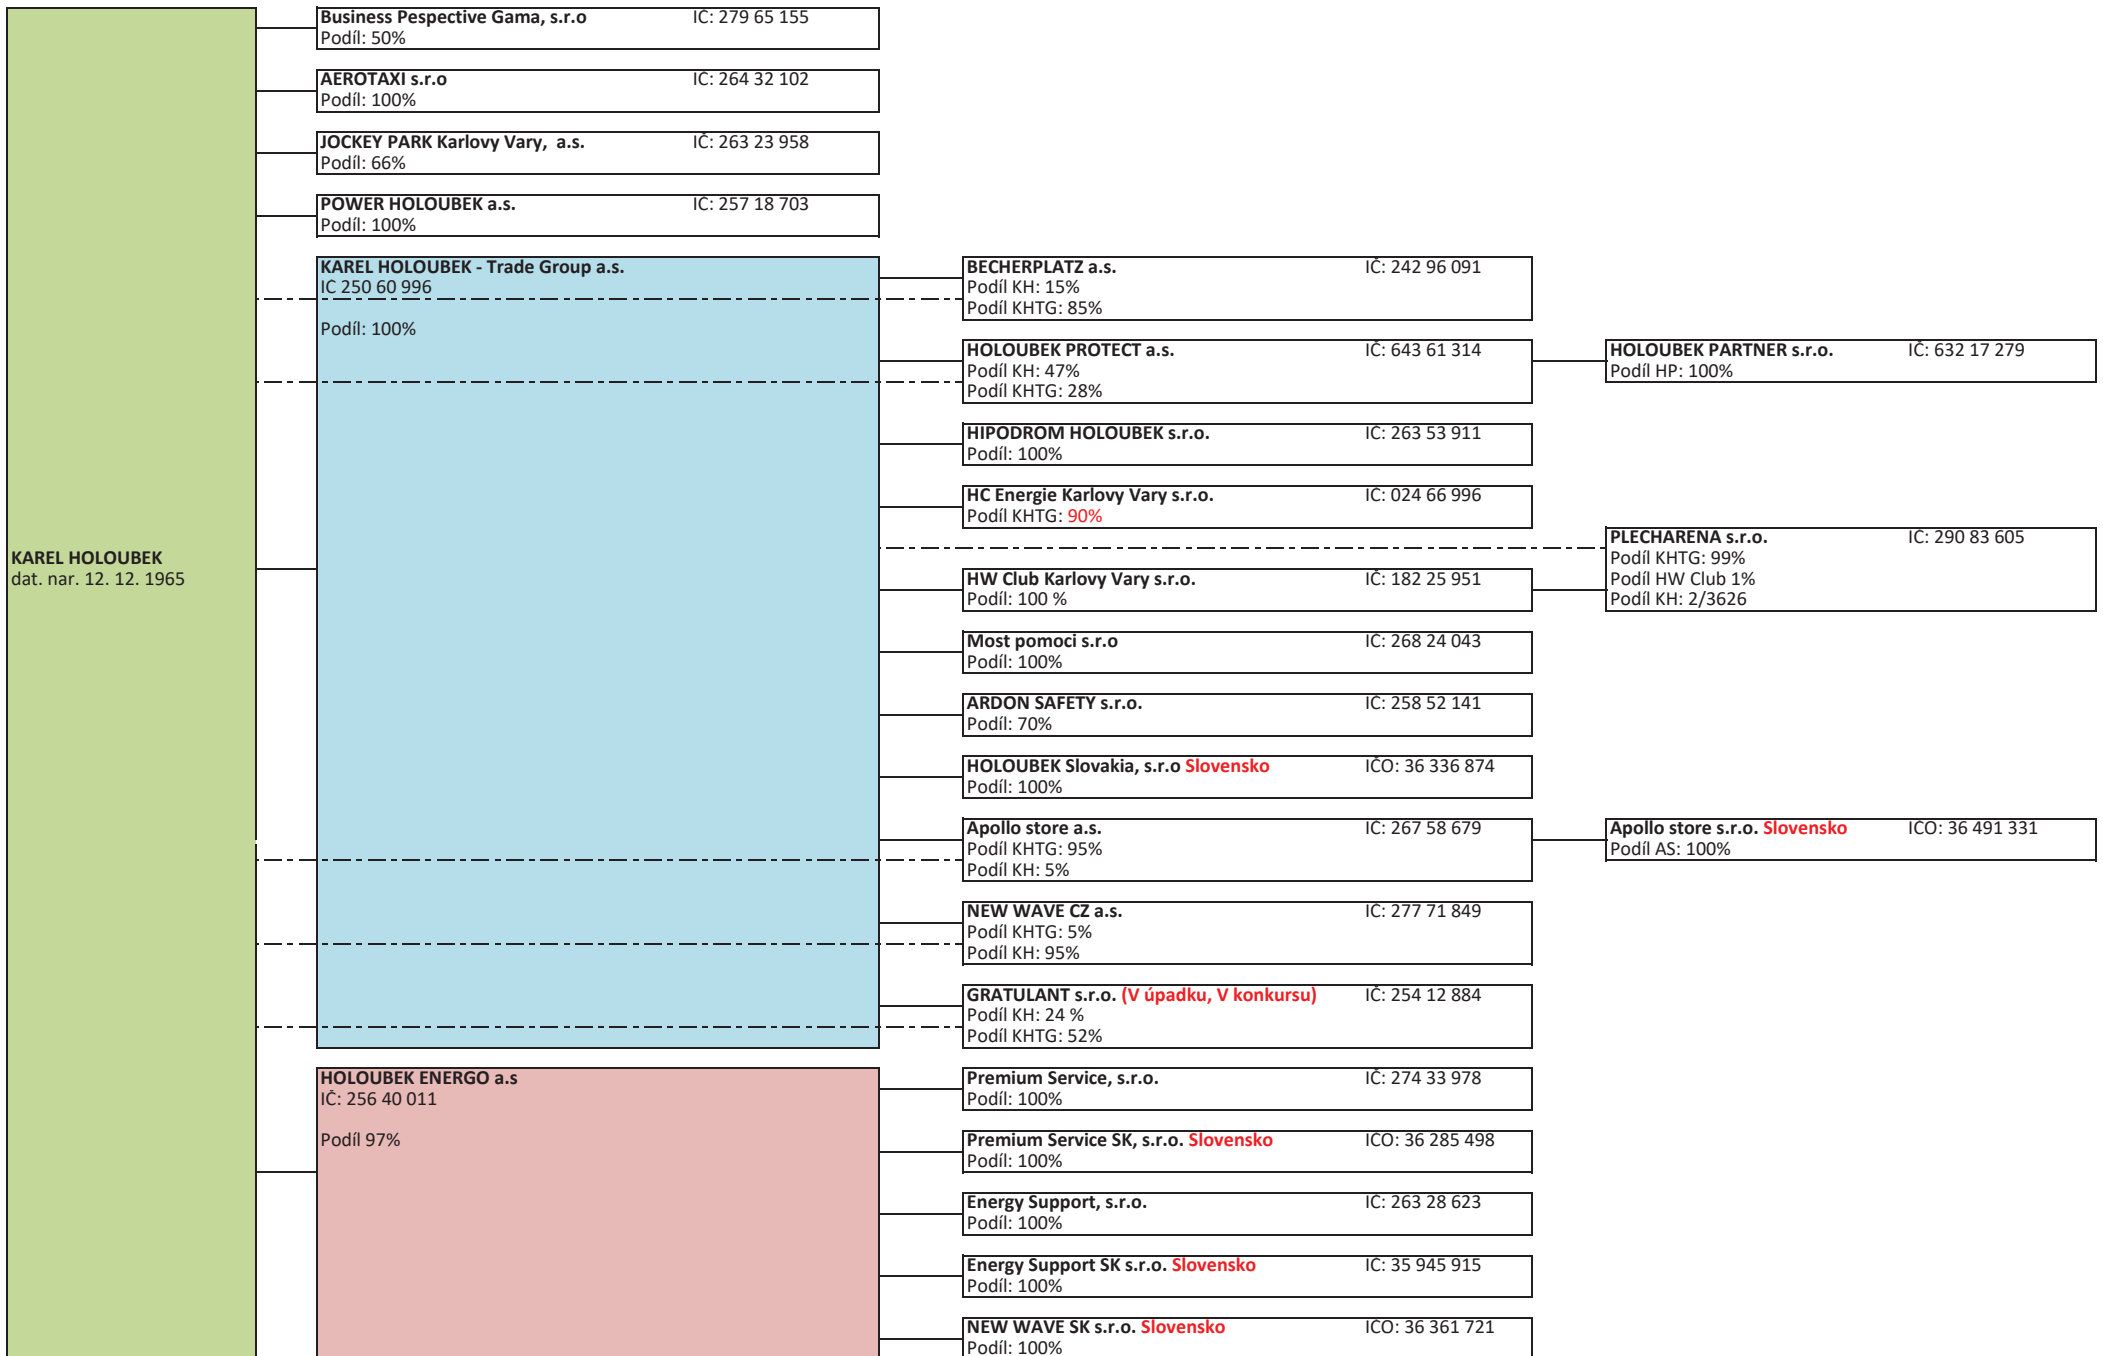 Business Pespective Gama, s.r.o IČ: 279 65 155
Podíl: 50%
AEROTAXI s.r.o IČ: 264 32 102
Podíl: 100%
JOCKEY PARK Karlovy Vary, a.s. IČ: 263 23 958
Podíl: 66%
POWER HOLOUBEK a.s. IČ: 257 18 703
Podíl: 100%
KAREL HOLOUBEK
dat. nar. 12. 12. 1965
KAREL HOLOUBEK - Trade Group a.s.
IČ 250 60 996
Podíl: 100%
BECHERPLATZ a.s. IČ: 242 96 091
Podíl KH: 15%
Podíl KHTG: 85%
HOLOUBEK PROTECT a.s. IČ: 643 61 314
Podíl KH: 47%
Podíl KHTG: 28%
HOLOUBEK PARTNER s.r.o. IČ: 632 17 279
Podíl HP: 100%
HIPODROM HOLOUBEK s.r.o. IČ: 263 53 911
Podíl: 100%
HC Energie Karlovy Vary s.r.o. IČ: 024 66 996
Podíl KHTG: 90%
PLECHARENA s.r.o. IČ: 290 83 605
Podíl KHTG: 99%
Podíl HW Club 1%
Podíl KH: 2/3626
HW Club Karlovy Vary s.r.o. IČ: 182 25 951
Podíl: 100 %
Most pomoci s.r.o IČ: 268 24 043
Podíl: 100%
ARDON SAFETY s.r.o. IČ: 258 52 141
Podíl: 70%
HOLOUBEK Slovakia, s.r.o Slovensko IČO: 36 336 874
Podíl: 100%
Apollo store a.s. IČ: 267 58 679
Podíl KHTG: 95%
Podíl KH: 5%
Apollo store s.r.o. Slovensko IČO: 36 491 331
Podíl AS: 100%
NEW WAVE CZ a.s. IČ: 277 71 849
Podíl KHTG: 5%
Podíl KH: 95%
GRATULANT s.r.o. (V úpadku, V konkursu) IČ: 254 12 884
Podíl KH: 24 %
Podíl KHTG: 52%
HOLOUBEK ENERGO a.s
IČ: 256 40 011
Podíl 97%
Premium Service, s.r.o. IČ: 274 33 978
Podíl: 100%
Premium Service SK, s.r.o. Slovensko IČO: 36 285 498
Podíl: 100%
Energy Support, s.r.o. IČ: 263 28 623
Podíl: 100%
Energy Support SK s.r.o. Slovensko IČ: 35 945 915
Podíl: 100%
NEW WAVE SK s.r.o. Slovensko IČO: 36 361 721
Podíl: 100%